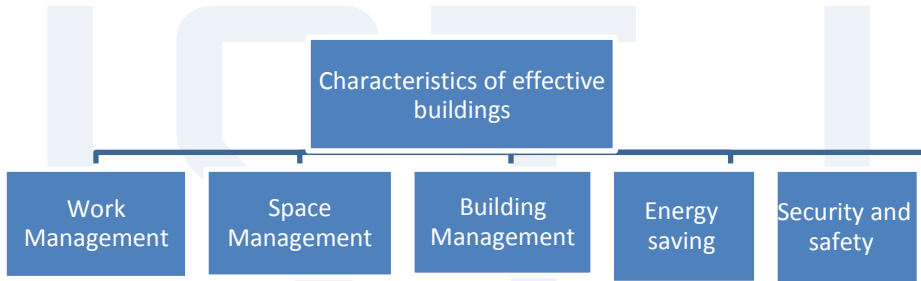 Characteristics of effective
buildings
Work
Management
Space
Management
Building
Management
Energy
saving
Security and
safety